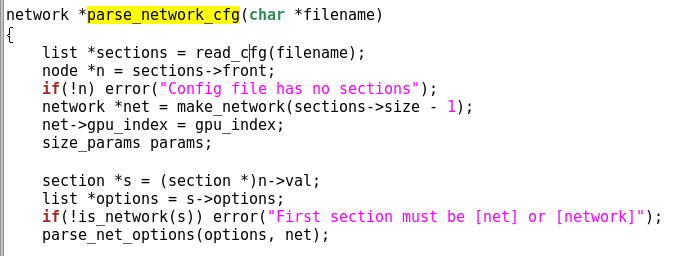 network *parse_network_cfg(char *filename)
{
    list *sections = read_cfg(filename);
    node *n = sections->front;
    if(!n) error("Config file has no sections");
    network *net = make_network(sections->size - 1);
    net->gpu_index = gpu_index;
    size_params params;

    section *s = (section *)n->val;
    list *options = s->options;
    if(!is_network(s)) error("First section must be [net] or [network]");
    parse_net_options(options, net);